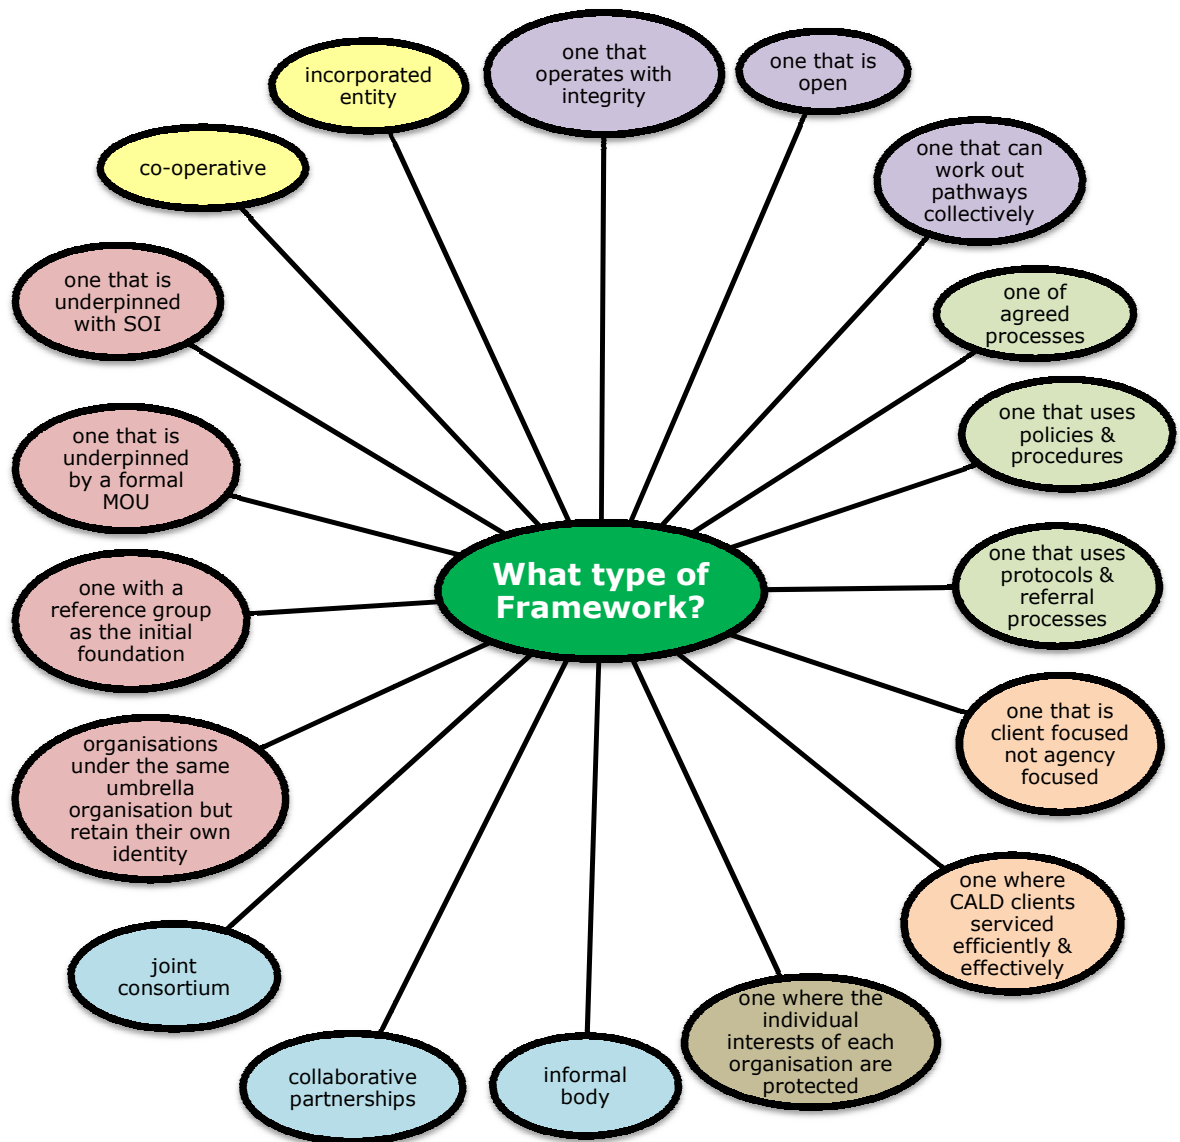 one that
operates with
integrity
one that is
open
incorporated
entity
co-operative
one that can
work out
pathways
collectively
one that is
underpinned
with SOI
one of
agreed
processes
one that uses
policies &
procedures
one that is
underpinned
by a formal
MOU
What type of
Framework?
one that uses
protocols &
referral
processes
one with a
reference group
as the initial
foundation
one that is
client focused
not agency
focused
organisations
under the same
umbrella
organisation but
retain their own
identity
one where
CALD clients
serviced
efficiently &
effectively
joint
consortium
one where the
individual
interests of each
organisation are
protected
collaborative
partnerships
informal
body